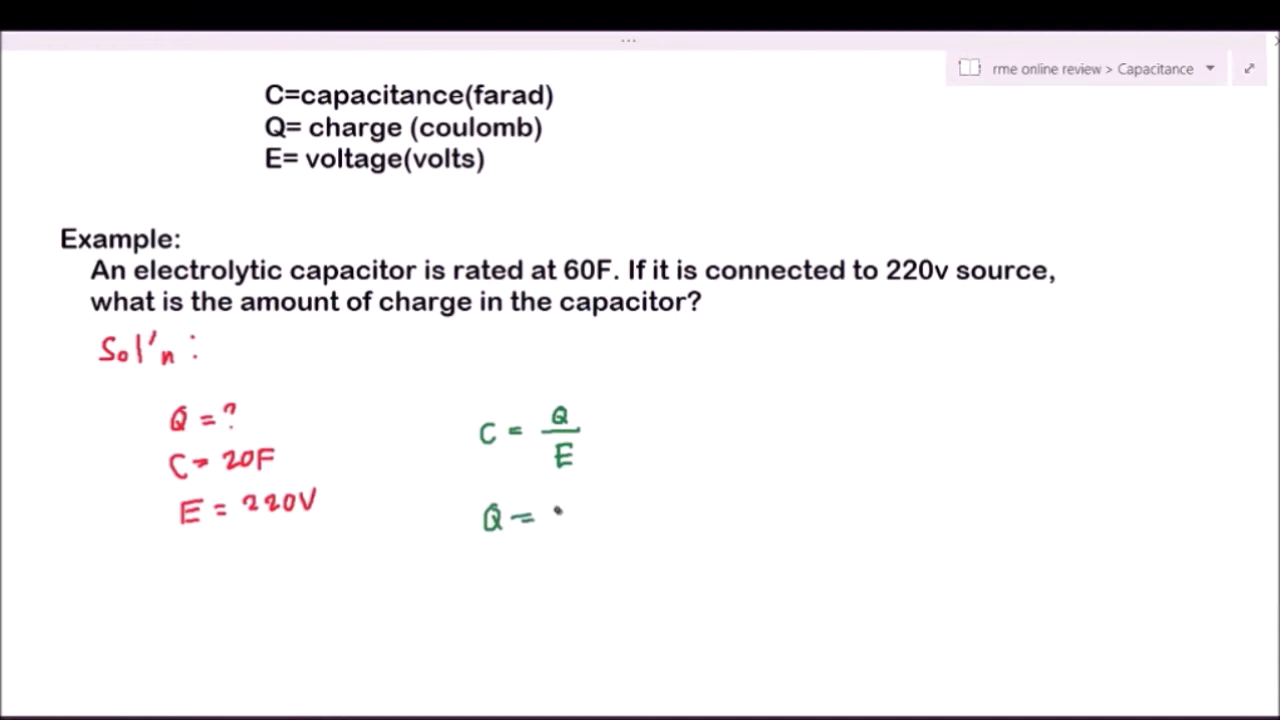 ...
rme online review > Capacitance
C=capacitance(farad)
Q= charge (coulomb)
E= voltage(volts)
Example:
An electrolytic capacitor is rated at 60F. If it is connected to 220v source,
what is the amount of charge in the capacitor?
Sol'n :
Q = ?
C = 20F
E = 220V
C = Q
E
Q =